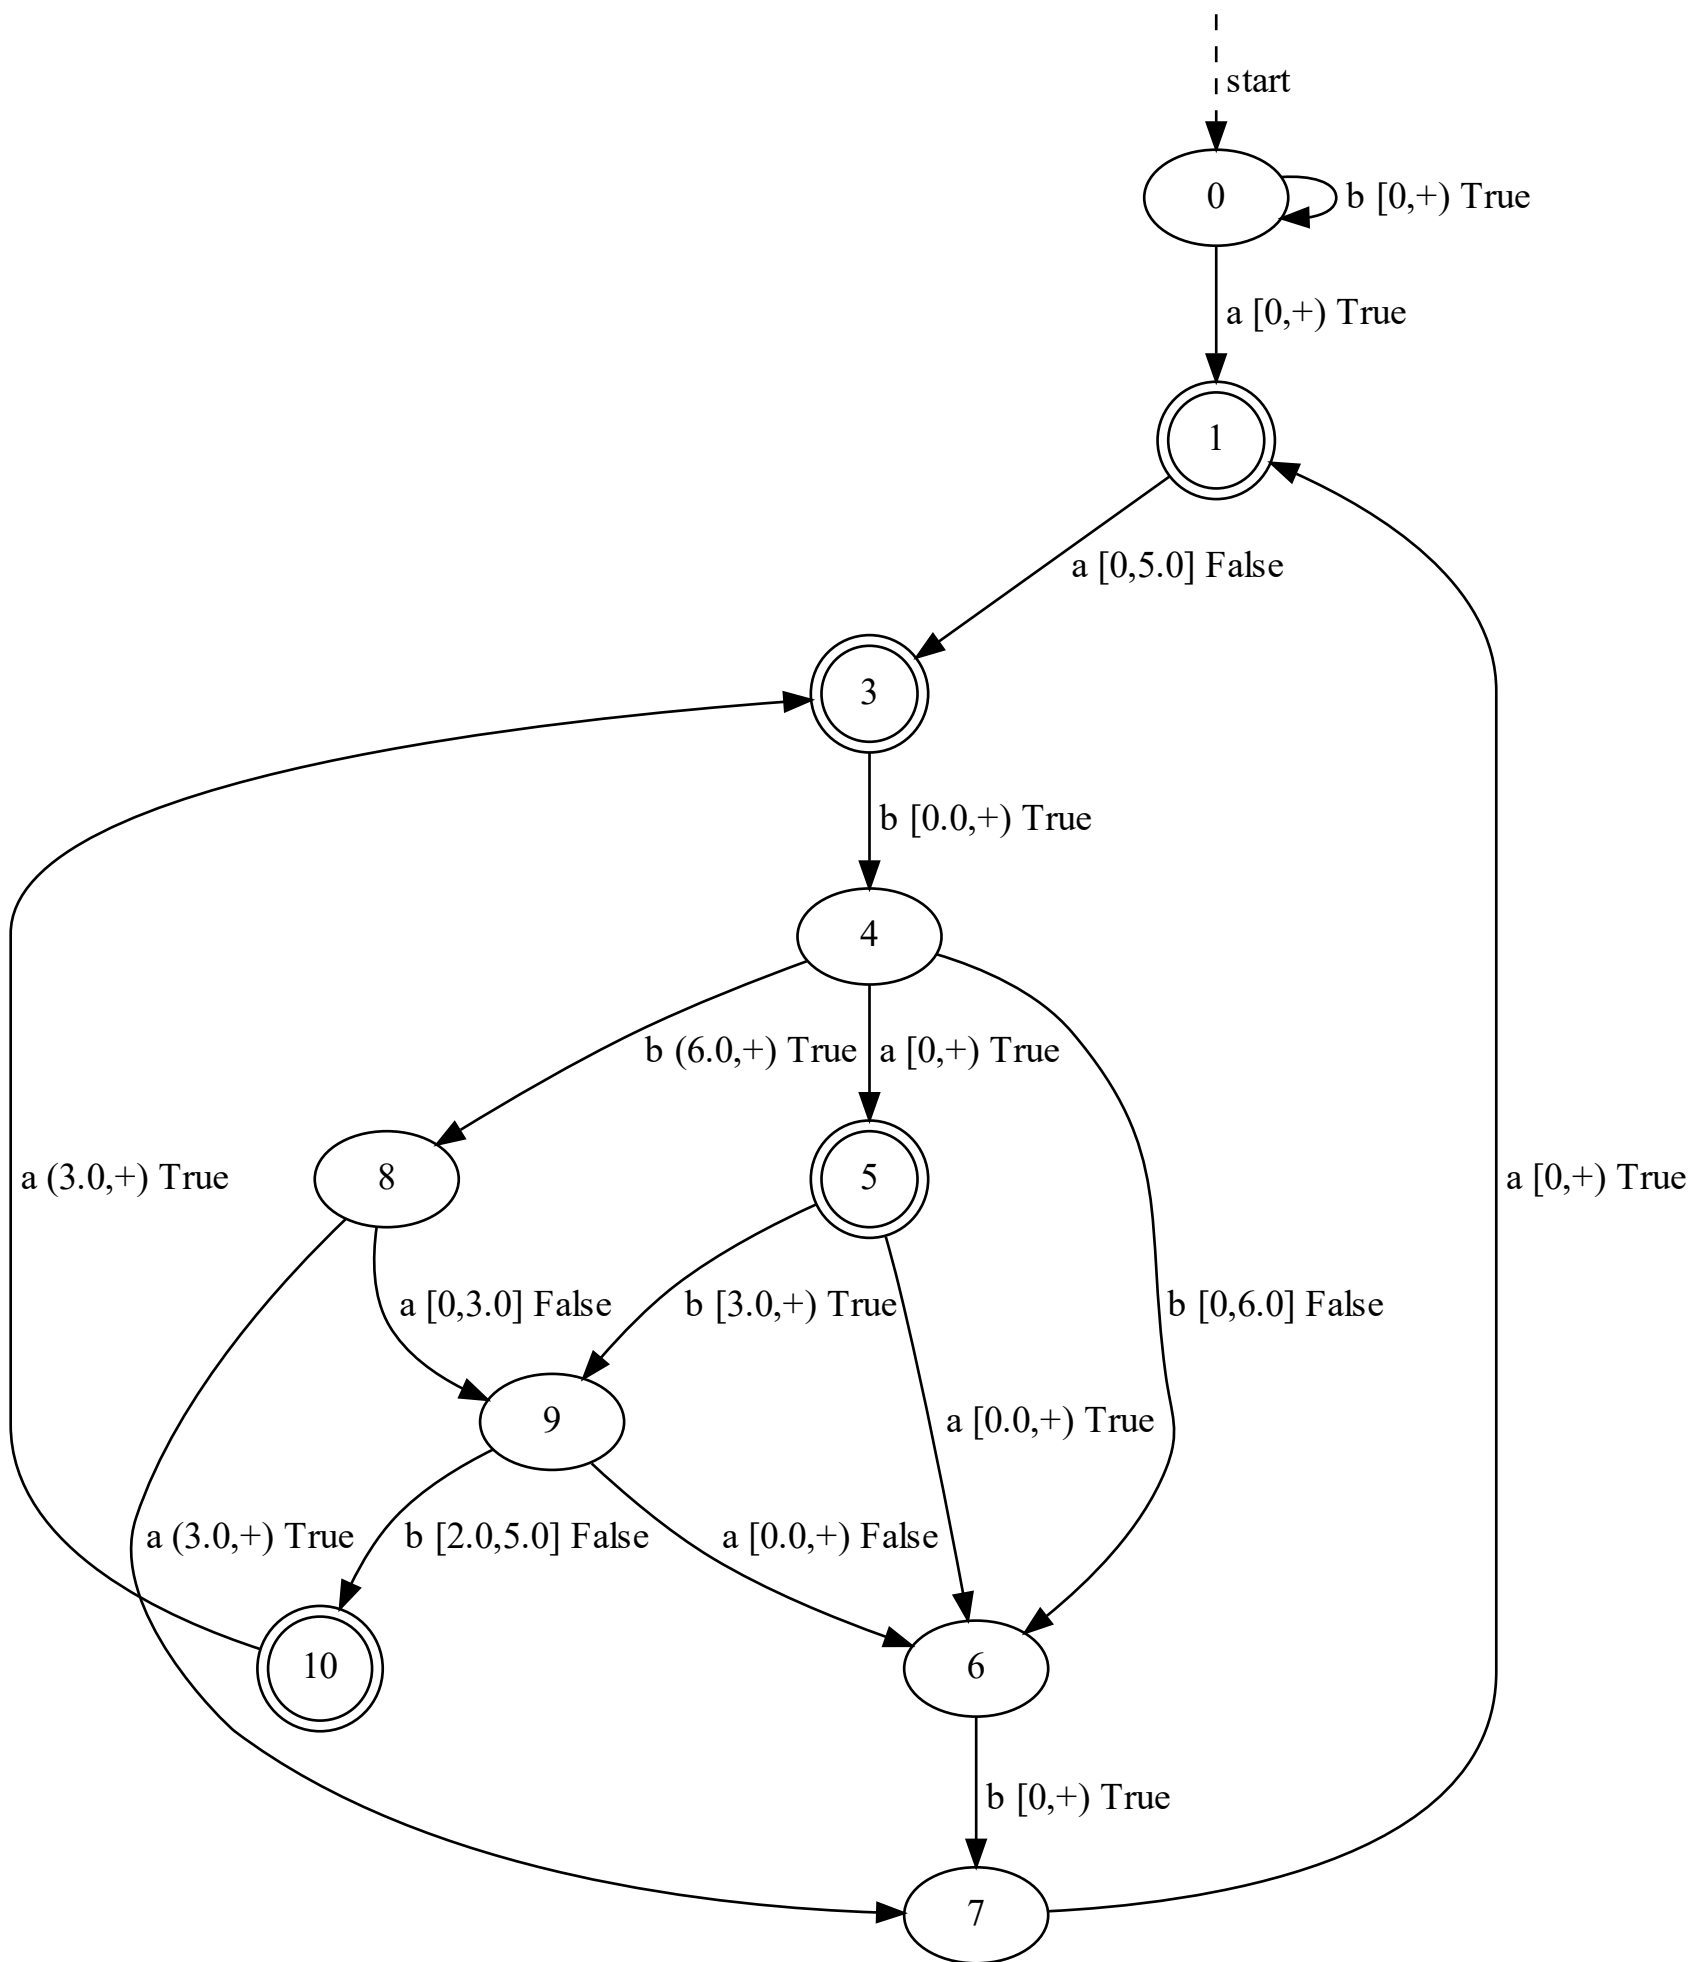 start
0
b [0,+) True
a [0,+) True
1
a [0,5.0] False
3
b [0.0,+) True
4
b (6.0,+) True
a [0,+) True
a (3.0,+) True
8
5
a [0,+) True
a [0,3.0] False
b [3.0,+) True
b [0,6.0] False
9
a [0.0,+) True
a (3.0,+) True
b [2.0,5.0] False
a [0.0,+) False
10
6
b [0,+) True
7